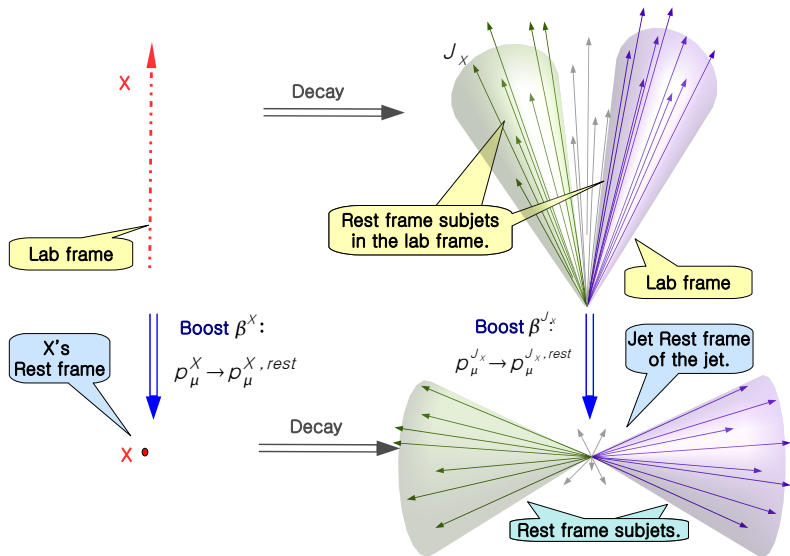 X
J_X
Decay
Rest frame subjets
in the lab frame.
Lab frame
Lab frame
Boost β^X:
p_μ^X → p_μ^{X,rest}
Boost β^{J_X}:
p_μ^{J_X} → p_μ^{J_X,rest}
X's
Rest frame
Jet Rest frame
of the jet.
X
Decay
Rest frame subjets.